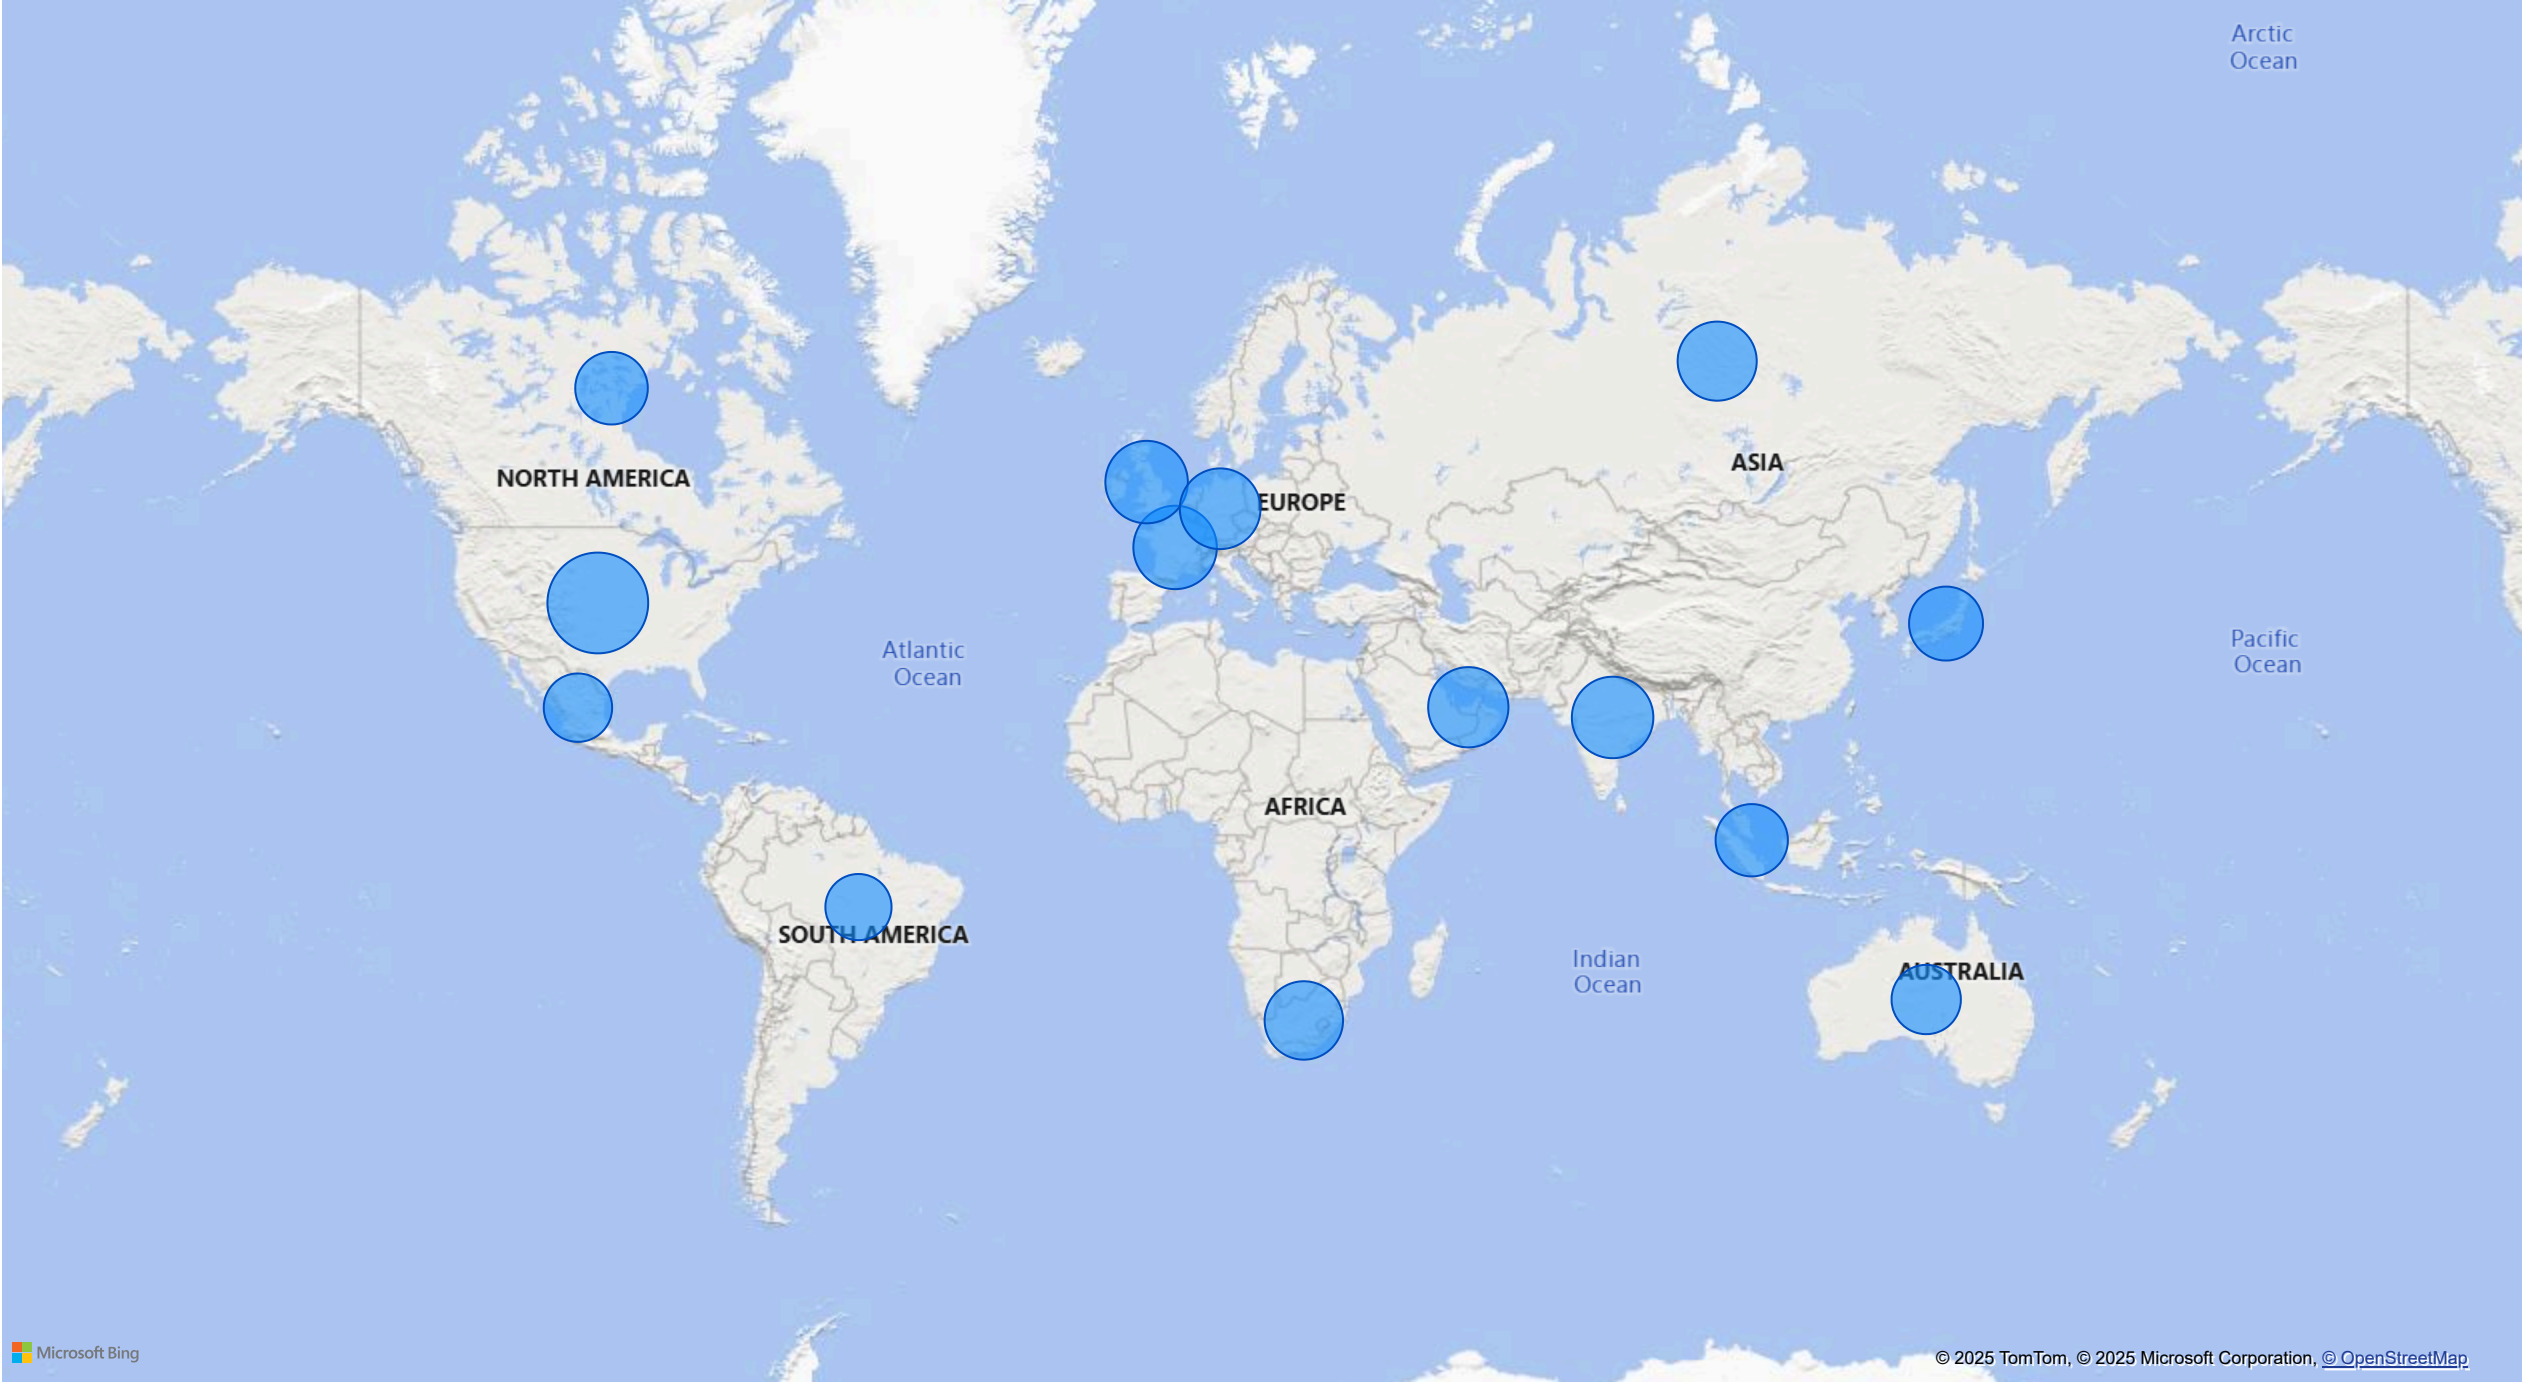 Arctic
Ocean
NORTH AMERICA
ASIA
EUROPE
Atlantic
Ocean
Pacific
Ocean
AFRICA
SOUTH AMERICA
Indian
Ocean
AUSTRALIA
Microsoft Bing
© 2025 TomTom, © 2025 Microsoft Corporation, © OpenStreetMap